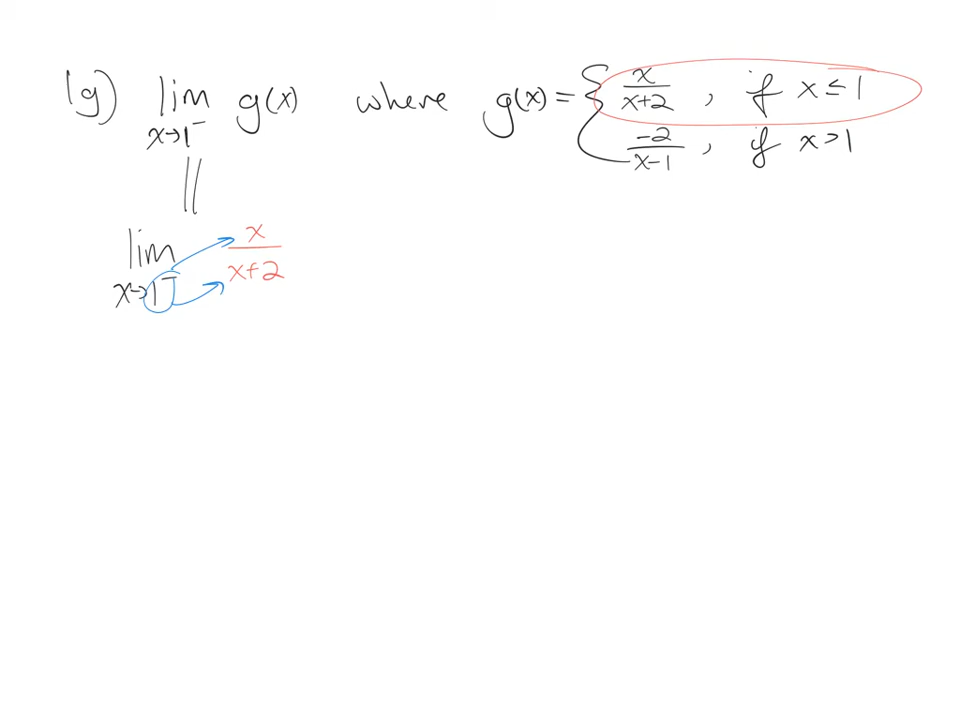 1g) lim x→1⁻ g(x) where g(x) = { x/(x+2) , if x ≤ 1
-2/(x-1) , if x > 1
||
lim x→1⁻ x/(x+2)